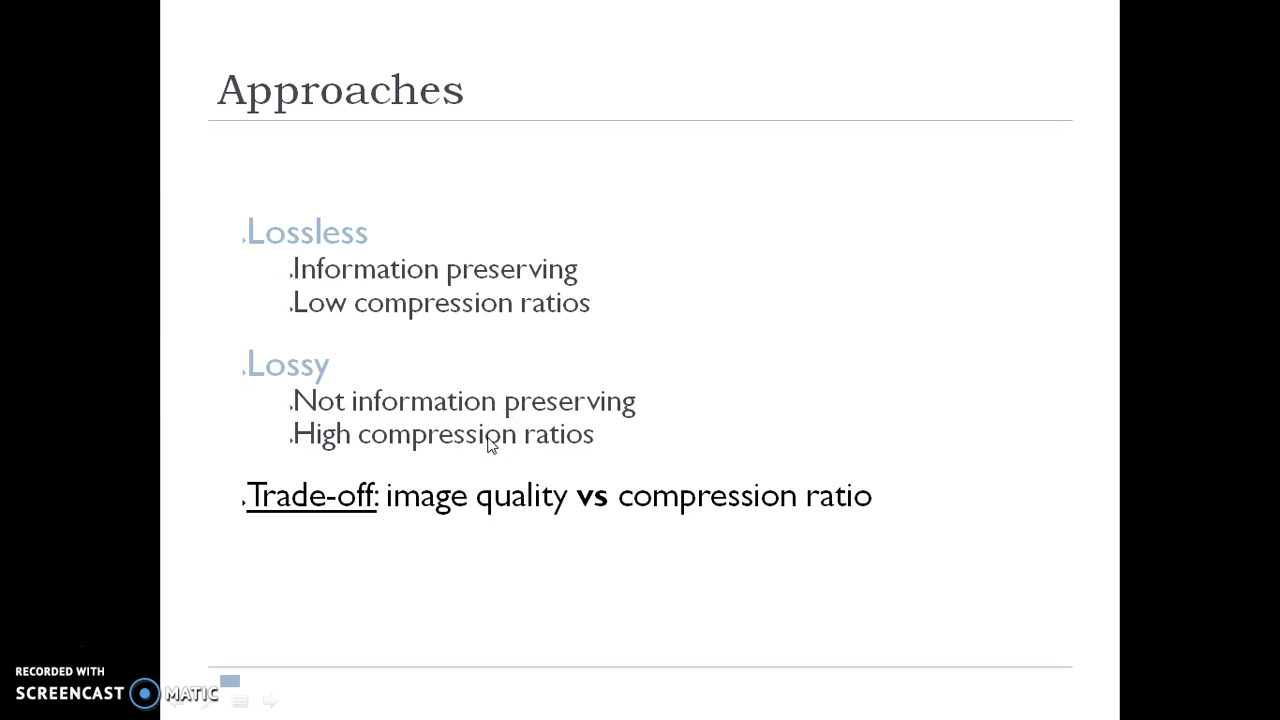 Approaches
Lossless
Information preserving
Low compression ratios
Lossy
Not information preserving
High compression ratios
Trade-off: image quality vs compression ratio
RECORDED WITH
SCREENCAST MATIC